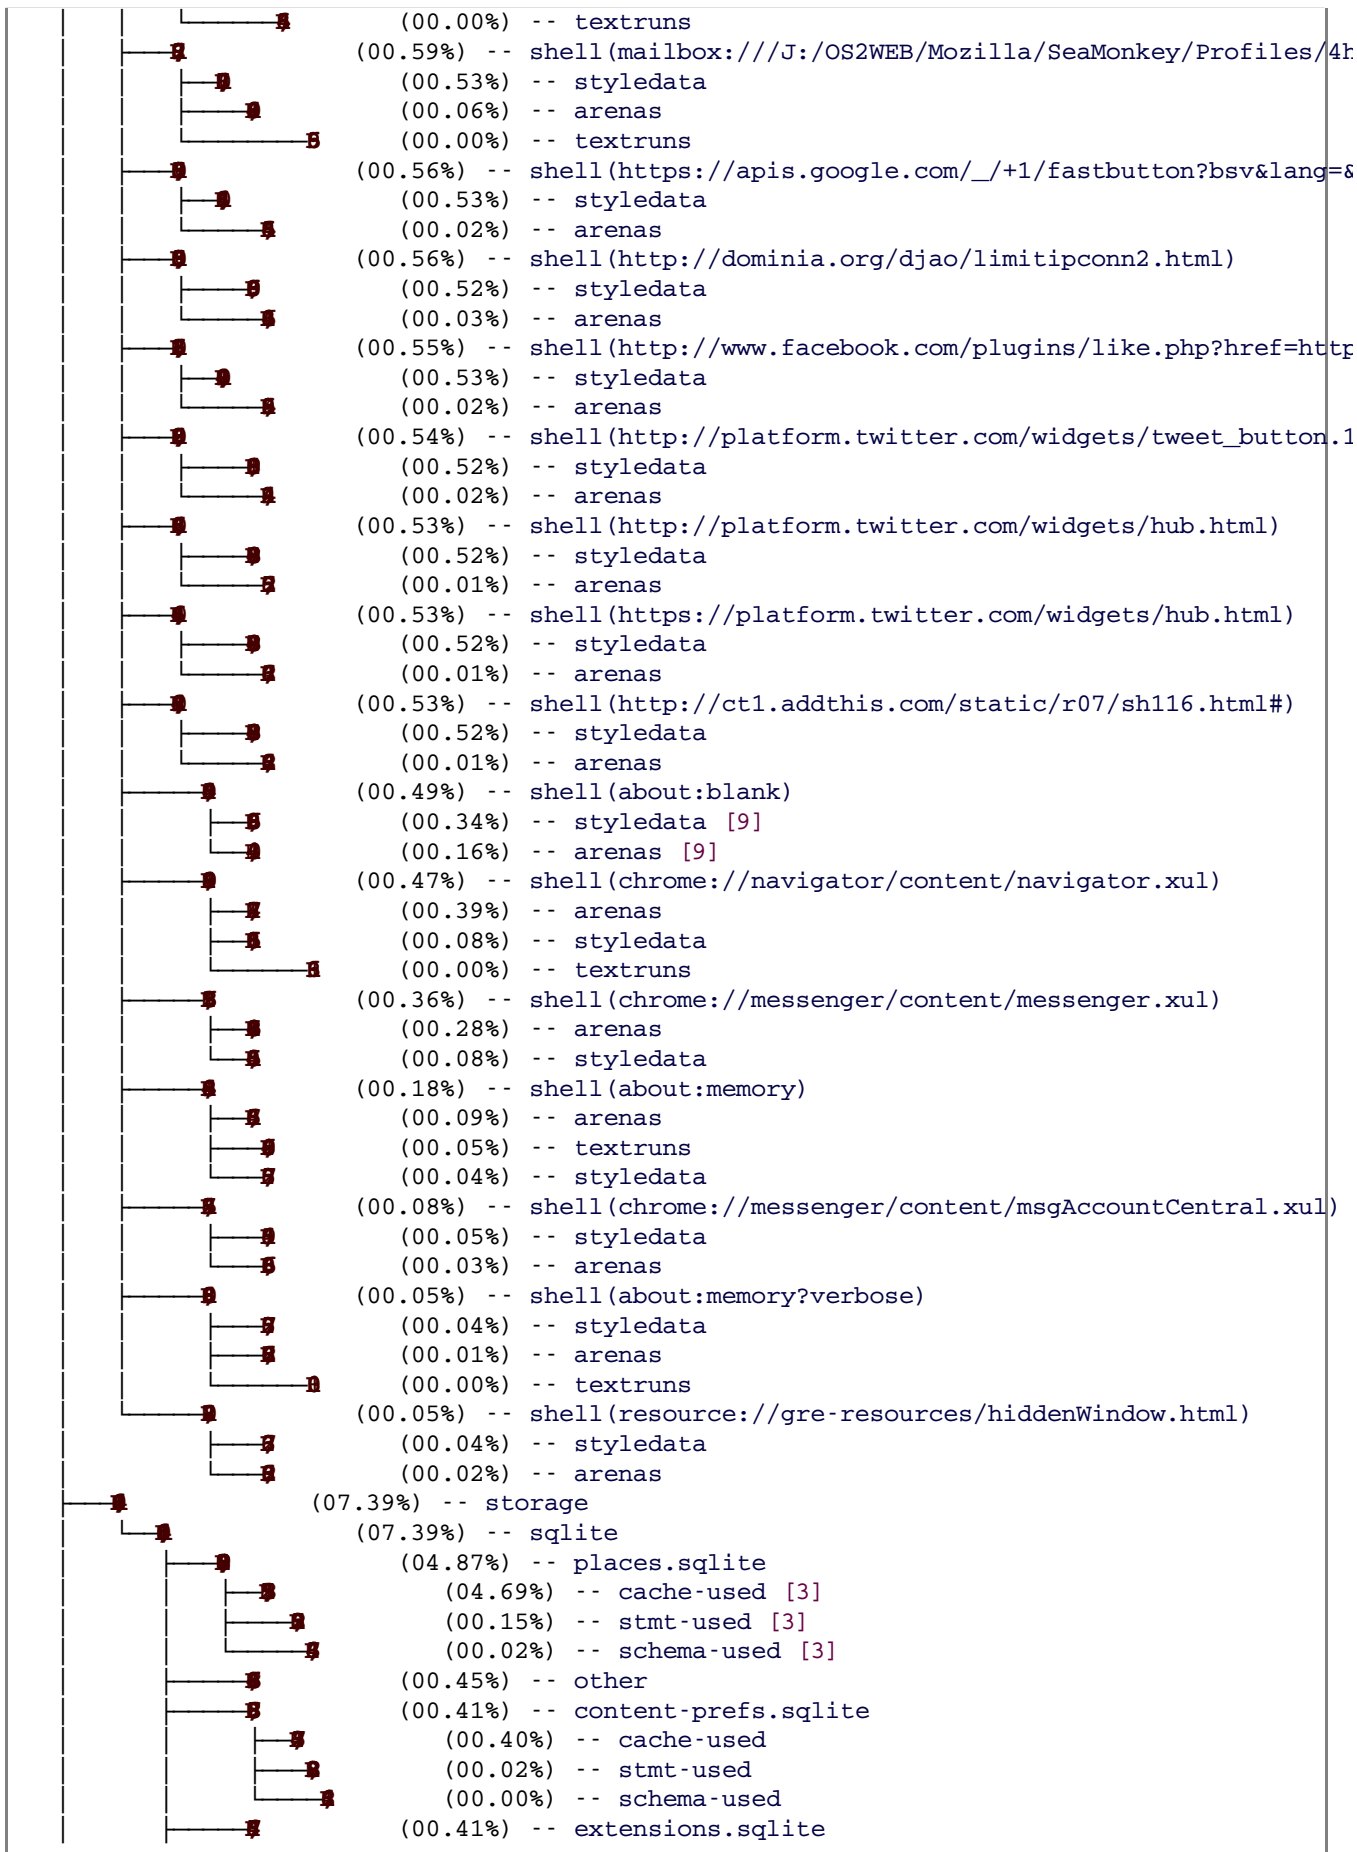 (00.00%) -- textruns
(00.59%) -- shell(mailbox:///J:/OS2WEB/Mozilla/SeaMonkey/Profiles/4h
(00.53%) -- styledata
(00.06%) -- arenas
(00.00%) -- textruns
(00.56%) -- shell(https://apis.google.com/_/+1/fastbutton?bsv&lang=&
(00.53%) -- styledata
(00.02%) -- arenas
(00.56%) -- shell(http://dominia.org/djao/limitipconn2.html)
(00.52%) -- styledata
(00.03%) -- arenas
(00.55%) -- shell(http://www.facebook.com/plugins/like.php?href=http
(00.53%) -- styledata
(00.02%) -- arenas
(00.54%) -- shell(http://platform.twitter.com/widgets/tweet_button.1
(00.52%) -- styledata
(00.02%) -- arenas
(00.53%) -- shell(http://platform.twitter.com/widgets/hub.html)
(00.52%) -- styledata
(00.01%) -- arenas
(00.53%) -- shell(https://platform.twitter.com/widgets/hub.html)
(00.52%) -- styledata
(00.01%) -- arenas
(00.53%) -- shell(http://ct1.addthis.com/static/r07/sh116.html#)
(00.52%) -- styledata
(00.01%) -- arenas
(00.49%) -- shell(about:blank)
(00.34%) -- styledata [9]
(00.16%) -- arenas [9]
(00.47%) -- shell(chrome://navigator/content/navigator.xul)
(00.39%) -- arenas
(00.08%) -- styledata
(00.00%) -- textruns
(00.36%) -- shell(chrome://messenger/content/messenger.xul)
(00.28%) -- arenas
(00.08%) -- styledata
(00.18%) -- shell(about:memory)
(00.09%) -- arenas
(00.05%) -- textruns
(00.04%) -- styledata
(00.08%) -- shell(chrome://messenger/content/msgAccountCentral.xul)
(00.05%) -- styledata
(00.03%) -- arenas
(00.05%) -- shell(about:memory?verbose)
(00.04%) -- styledata
(00.01%) -- arenas
(00.00%) -- textruns
(00.05%) -- shell(resource://gre-resources/hiddenWindow.html)
(00.04%) -- styledata
(00.02%) -- arenas
(07.39%) -- storage
(07.39%) -- sqlite
(04.87%) -- places.sqlite
(04.69%) -- cache-used [3]
(00.15%) -- stmt-used [3]
(00.02%) -- schema-used [3]
(00.45%) -- other
(00.41%) -- content-prefs.sqlite
(00.40%) -- cache-used
(00.02%) -- stmt-used
(00.00%) -- schema-used
(00.41%) -- extensions.sqlite